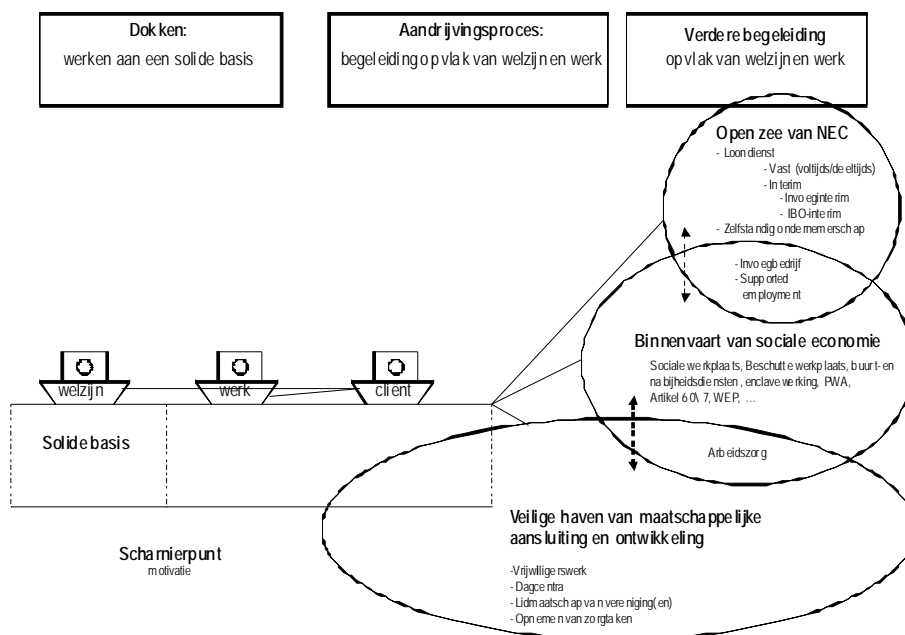 Dokken:
werken aan een solide basis
Aandrijvingsproces:
begeleiding op vlak van welzijn en werk
Verdere begeleiding
op vlak van welzijn en werk
Open zee van NEC
- Loondienst
- Vast (voltijds/deeltijds)
- Interim
- Invoeginterim
- IBO-interim
- Zelfstandig ondernemerschap
- Invoegbedrijf
- Supported
employment
Binnenvaart van sociale economie
Sociale werkplaats, Beschutte werkplaats, buurt- en
nabijheidsdiensten, enclavewerking, PWA,
Artikel 60\7, WEP, ...
Arbeidszorg
welzijn
werk
cliënt
Solide basis
Veilige haven van maatschappelijke
aansluiting en ontwikkeling
-Vrijwilligerswerk
- Dagcentra
- Lidmaatschap van vereniging(en)
- Opnemen van zorgtaken
Scharnierpunt
motivatie